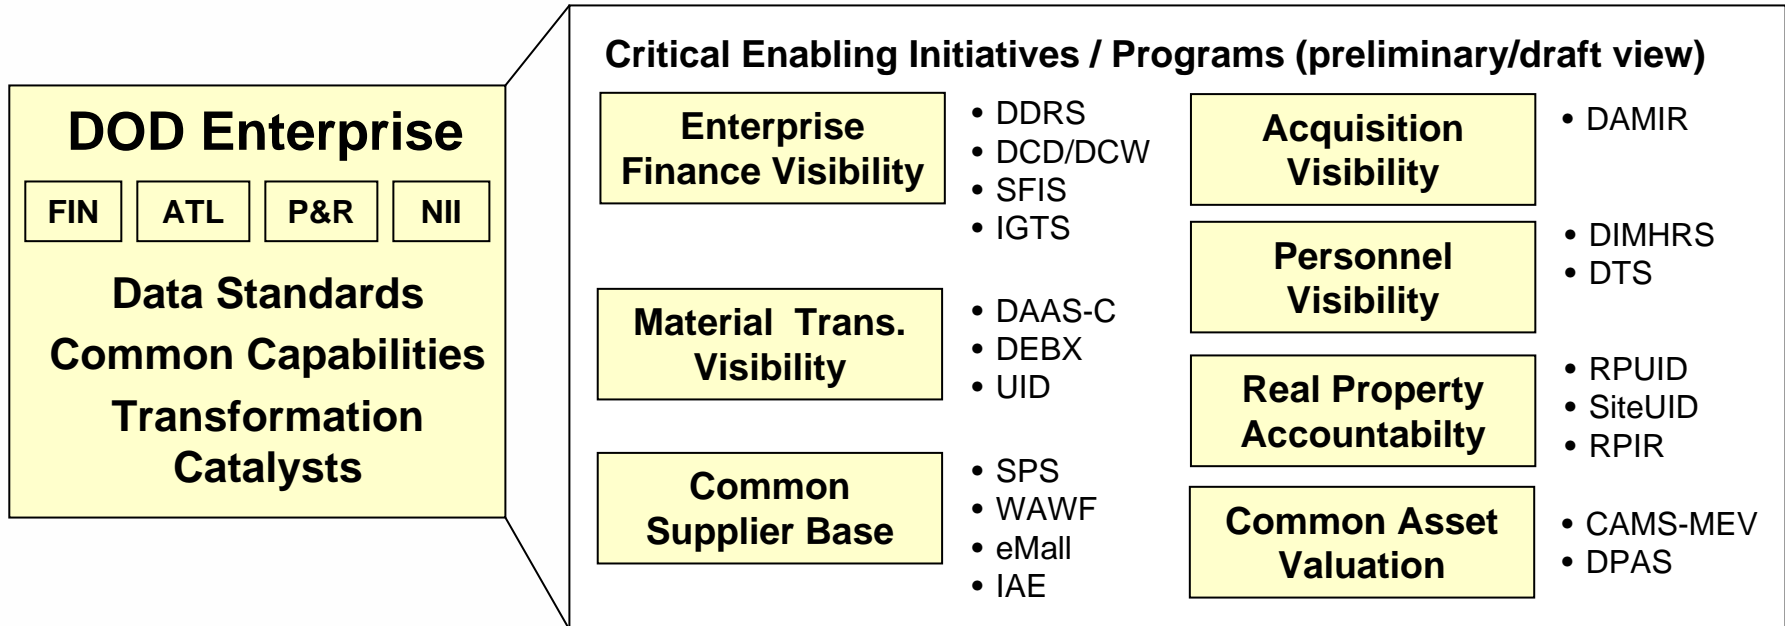 DOD Enterprise
FIN
ATL
P&R
NII
Data Standards
Common Capabilities
Transformation
Catalysts
Critical Enabling Initiatives / Programs (preliminary/draft view)
Enterprise
Finance Visibility
• DDRS
• DCD/DCW
• SFIS
• IGTS
Material Trans.
Visibility
• DAAS-C
• DEBX
• UID
Common
Supplier Base
• SPS
• WAWF
• eMall
• IAE
Acquisition
Visibility
• DAMIR
Personnel
Visibility
• DIMHRS
• DTS
Real Property
Accountabilty
• RPUID
• SiteUID
• RPIR
Common Asset
Valuation
• CAMS-MEV
• DPAS